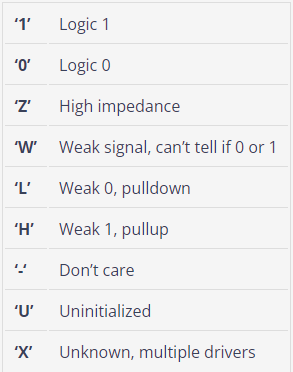 ‘1’ Logic 1
‘0’ Logic 0
‘Z’ High impedance
‘W’ Weak signal, can’t tell if 0 or 1
‘L’ Weak 0, pulldown
‘H’ Weak 1, pullup
‘-‘ Don’t care
‘U’ Uninitialized
‘X’ Unknown, multiple drivers